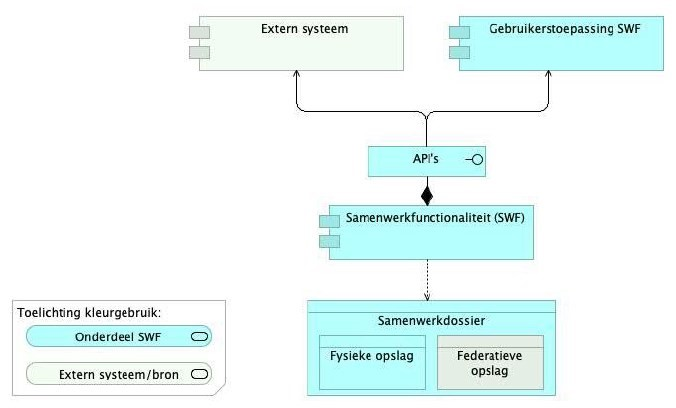 Extern systeem
Gebruikerstoepassing SWF
API's
Samenwerkfunctionaliteit (SWF)
Samenwerkdossier
Fysieke opslag
Federatieve
opslag
Toelichting kleurgebruik:
Onderdeel SWF
Extern systeem/bron